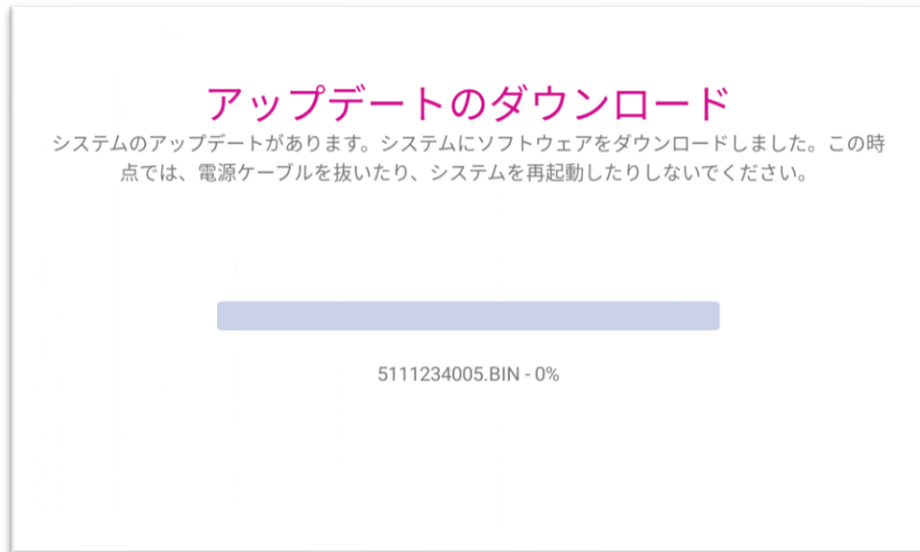 アップデートのダウンロード
システムのアップデートがあります。システムにソフトウェアをダウンロードしました。この時
点では、電源ケーブルを抜いたり、システムを再起動したりしないでください。
5111234005.BIN - 0%